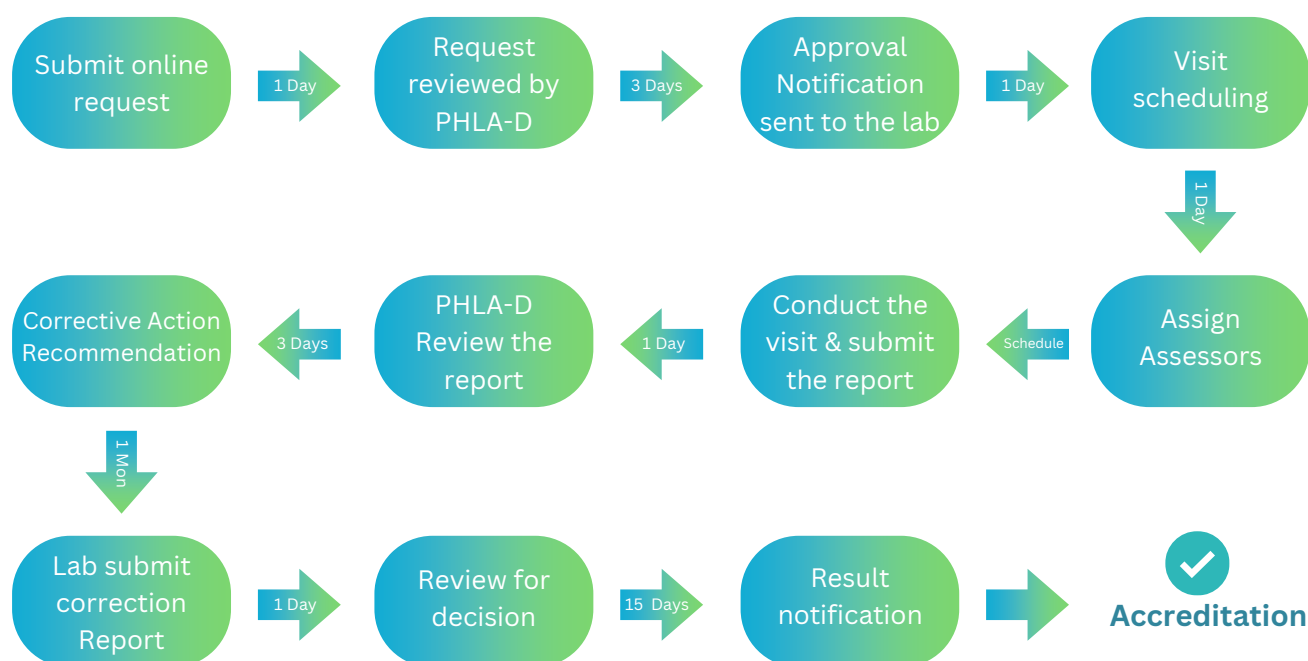 Submit online
request
1 Day
Request
reviewed by
PHLA-D
3 Days
Approval
Notification
sent to the lab
1 Day
Visit
scheduling
1 Day
Assign
Assessors
Schedule
Conduct the
visit & submit
the report
1 Day
PHLA-D
Review the
report
3 Days
Corrective Action
Recommendation
1 Mon
Lab submit
correction
Report
1 Day
Review for
decision
15 Days
Result
notification
Accreditation